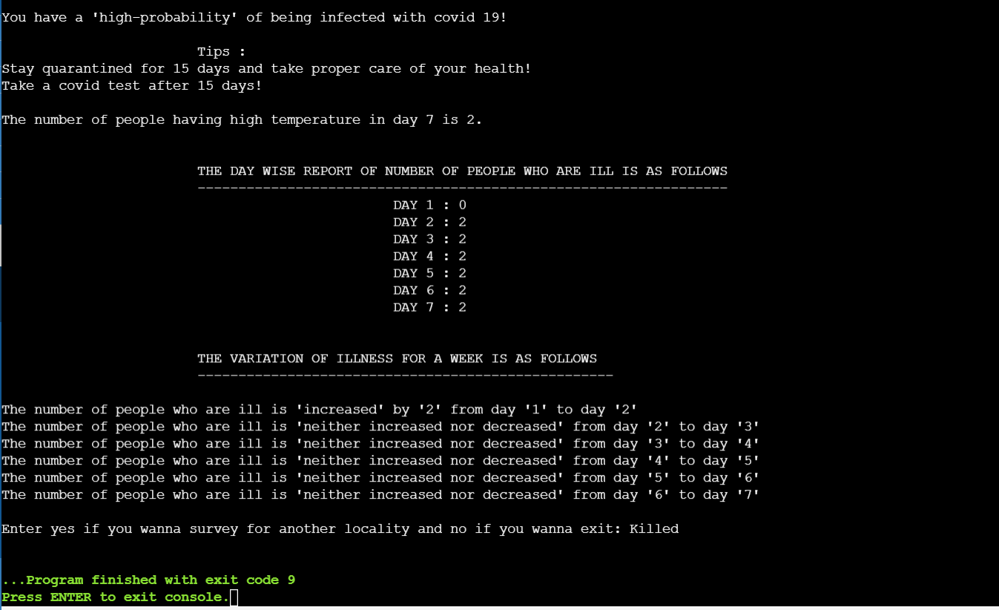 You have a 'high-probability' of being infected with covid 19!
Tips :
Stay quarantined for 15 days and take proper care of your health!
Take a covid test after 15 days!
The number of people having high temperature in day 7 is 2.
THE DAY WISE REPORT OF NUMBER OF PEOPLE WHO ARE ILL IS AS FOLLOWS
-----------------------------------------------------------------
DAY 1 : 0
DAY 2 : 2
DAY 3 : 2
DAY 4 : 2
DAY 5 : 2
DAY 6 : 2
DAY 7 : 2
THE VARIATION OF ILLNESS FOR A WEEK IS AS FOLLOWS
---------------------------------------------------
The number of people who are ill is 'increased' by '2' from day '1' to day '2'
The number of people who are ill is 'neither increased nor decreased' from day '2' to day '3'
The number of people who are ill is 'neither increased nor decreased' from day '3' to day '4'
The number of people who are ill is 'neither increased nor decreased' from day '4' to day '5'
The number of people who are ill is 'neither increased nor decreased' from day '5' to day '6'
The number of people who are ill is 'neither increased nor decreased' from day '6' to day '7'
Enter yes if you wanna survey for another locality and no if you wanna exit: Killed
...Program finished with exit code 9
Press ENTER to exit console.